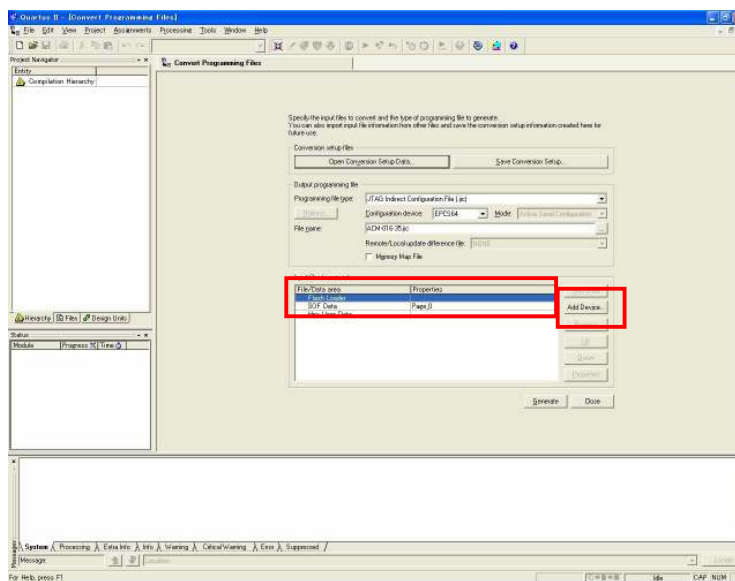 Quartus II - [Convert Programming Files]
File Edit View Project Assignments Processing Tools Window Help
Project Navigator
Entity
Compilation Hierarchy
Hierarchy Files Design Units
Status
Module Progress % Time
Convert Programming Files
Specify the input files to convert and the type of programming file to generate.
You can also import input file information from other files and save the conversion setup information created here for
future use.
Conversion setup files
Open Conversion Setup Data...
Save Conversion Setup...
Output programming file
Programming file type: JTAG Indirect Configuration File (.jic)
Options... Configuration device: EPCS64 Mode: Active Serial Configuration
File name: ACM-016-35.jic ...
Remote/Local update difference file: NONE
Memory Map File
File/Data area Properties
Flash Loader
SOF Data Page_0
Add Device...
Up
Down
Properties
Generate Close
System Processing Extra Info Info Warning Critical Warning Error Suppressed
Messages
Message: Location: Locate
For Help, press F1 Idle CAP NUM